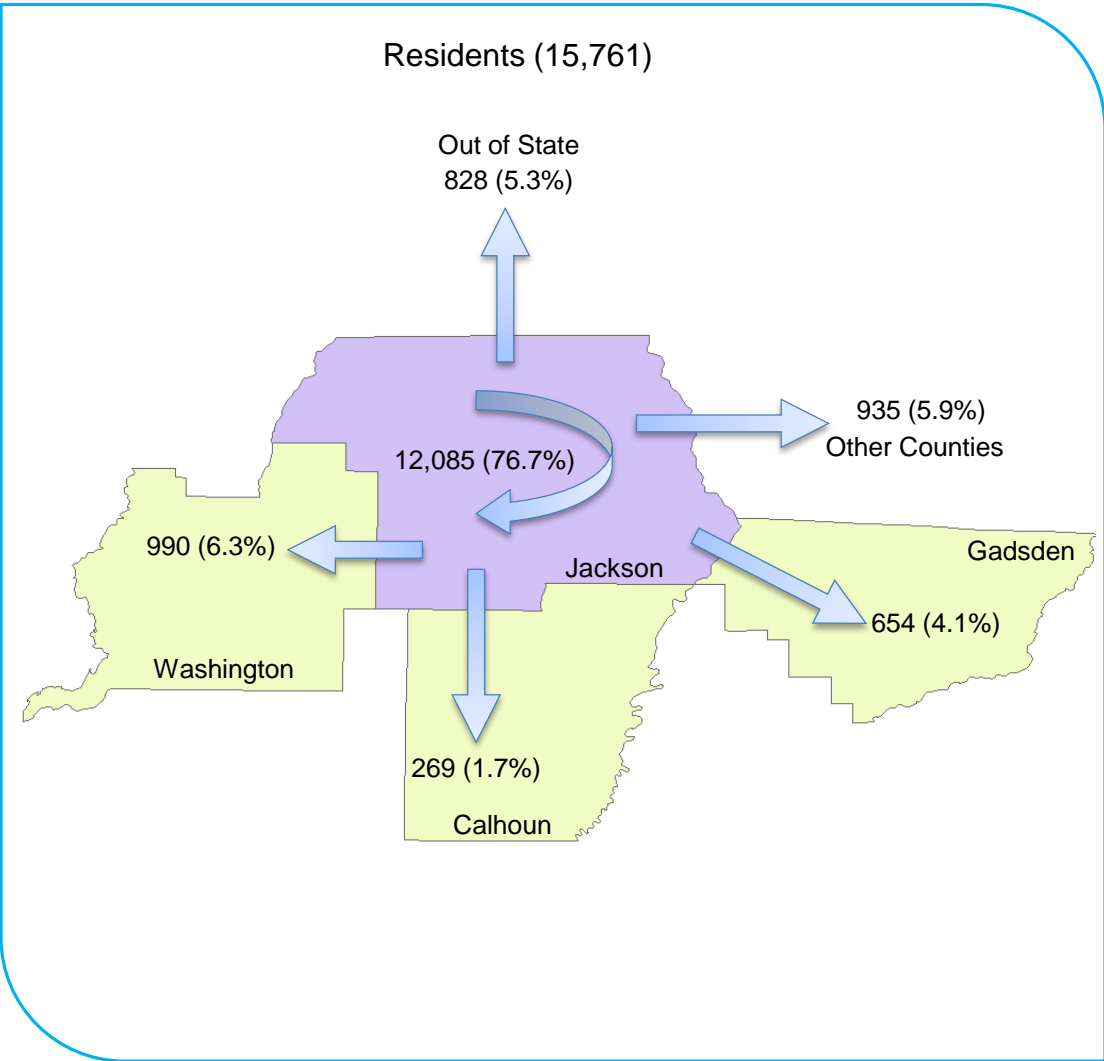 Residents (15,761)
Out of State
828 (5.3%)
935 (5.9%)
Other Counties
12,085 (76.7%)
990 (6.3%)
Gadsden
Jackson
654 (4.1%)
Washington
269 (1.7%)
Calhoun